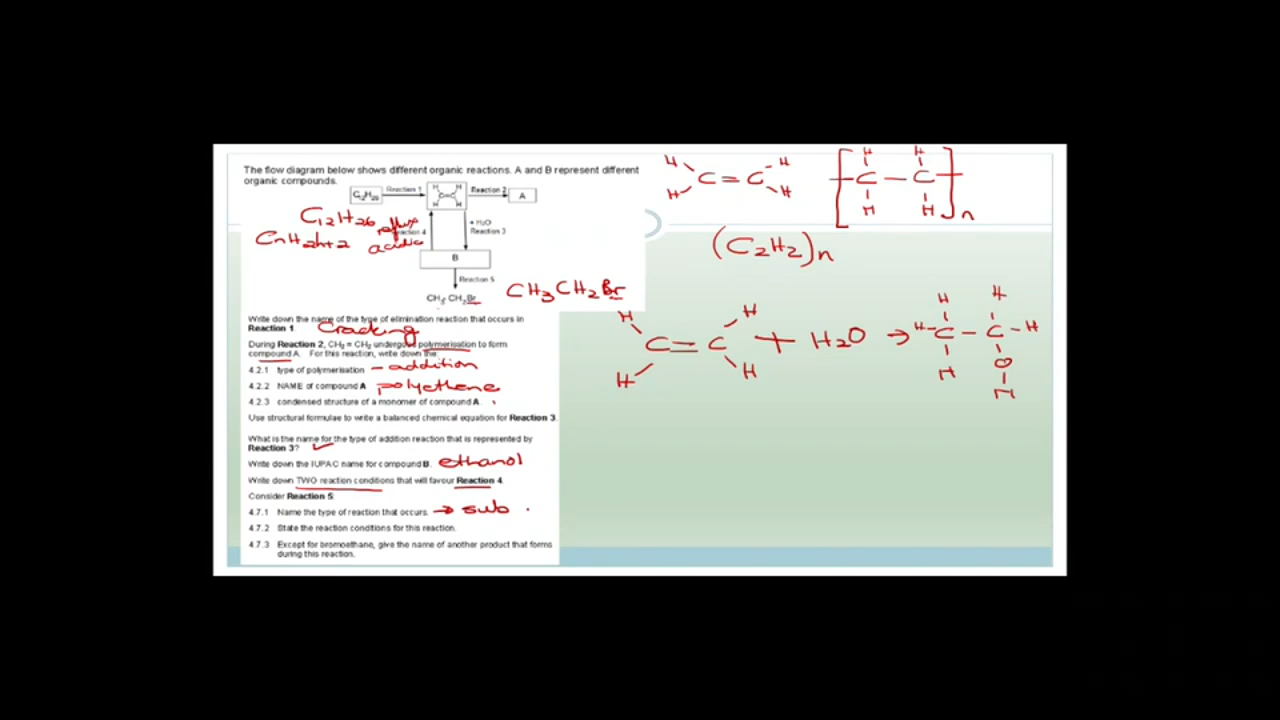 The flow diagram below shows different organic reactions. A and B represent different
organic compounds.
C12H26
Reaction 1
H H
C=C
H H
Reaction 2
A
C12H26
CnH2n+2
reflux
acidic
Reaction 4
+ H2O
Reaction 3
B
Reaction 5
CH3 CH2Br
CH3CH2Br
Write down the name of the type of elimination reaction that occurs in
Reaction 1
Cracking
During Reaction 2, CH2 = CH2 undergoes polymerisation to form
compound A. For this reaction, write down the:
4.2.1 type of polymerisation - addition
4.2.2 NAME of compound A polyethene
4.2.3 condensed structure of a monomer of compound A
Use structural formulae to write a balanced chemical equation for Reaction 3.
What is the name for the type of addition reaction that is represented by
Reaction 3?
Write down the IUPAC name for compound B. ethanol
Write down TWO reaction conditions that will favour Reaction 4.
Consider Reaction 5
4.7.1 Name the type of reaction that occurs. → sub
4.7.2 State the reaction conditions for this reaction.
4.7.3 Except for bromoethane, give the name of another product that forms
during this reaction.
H H
C = C
H H
H H
[ - C - C - ]
H H n
(C2H2)n
H H H H
C = C + H2O → H - C - C - H
H H H O
H